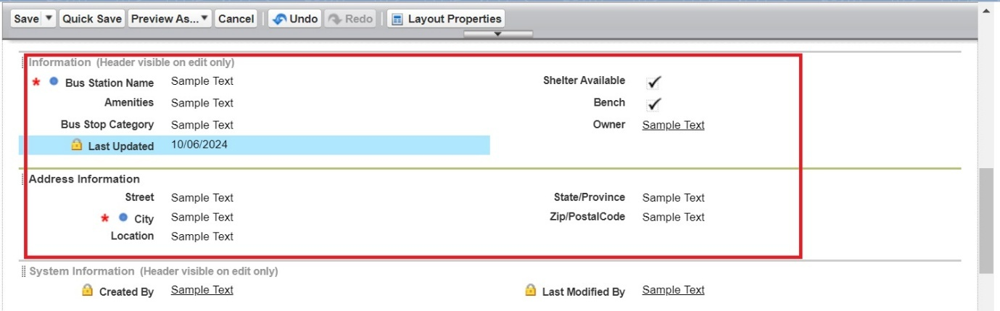 Save Quick Save Preview As... Cancel Undo Redo Layout Properties
Information (Header visible on edit only)
* Bus Station Name Sample Text Shelter Available
Amenities Sample Text Bench
Bus Stop Category Sample Text Owner Sample Text
Last Updated 10/06/2024
Address Information
Street Sample Text State/Province Sample Text
* City Sample Text Zip/PostalCode Sample Text
Location Sample Text
System Information (Header visible on edit only)
Created By Sample Text Last Modified By Sample Text